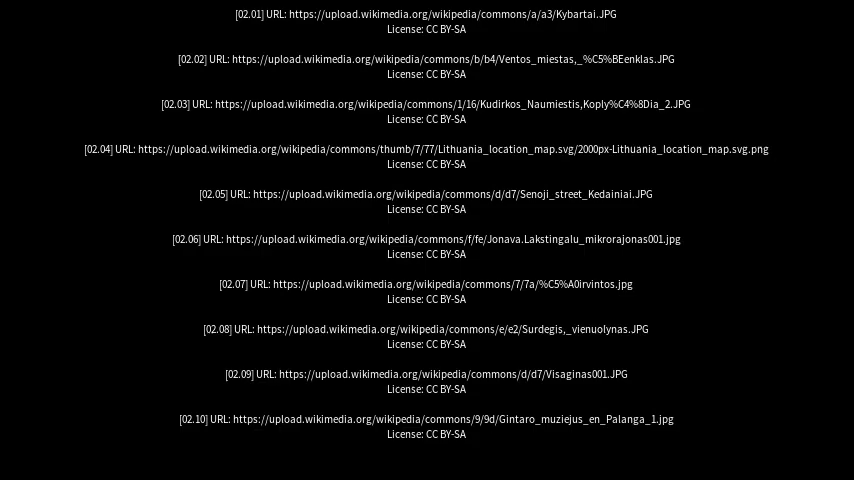 [02.01] URL: https://upload.wikimedia.org/wikipedia/commons/a/a3/Kybartai.JPG
License: CC BY-SA
[02.02] URL: https://upload.wikimedia.org/wikipedia/commons/b/b4/Ventos_miestas,_%C5%BEenklas.JPG
License: CC BY-SA
[02.03] URL: https://upload.wikimedia.org/wikipedia/commons/1/16/Kudirkos_Naumiestis,Koply%C4%8Dia_2.JPG
License: CC BY-SA
[02.04] URL: https://upload.wikimedia.org/wikipedia/commons/thumb/7/77/Lithuania_location_map.svg/2000px-Lithuania_location_map.svg.png
License: CC BY-SA
[02.05] URL: https://upload.wikimedia.org/wikipedia/commons/d/d7/Senoji_street_Kedainiai.JPG
License: CC BY-SA
[02.06] URL: https://upload.wikimedia.org/wikipedia/commons/f/fe/Jonava.Lakstingalu_mikrorajonas001.jpg
License: CC BY-SA
[02.07] URL: https://upload.wikimedia.org/wikipedia/commons/7/7a/%C5%A0irvintos.jpg
License: CC BY-SA
[02.08] URL: https://upload.wikimedia.org/wikipedia/commons/e/e2/Surdegis,_vienuolynas.JPG
License: CC BY-SA
[02.09] URL: https://upload.wikimedia.org/wikipedia/commons/d/d7/Visaginas001.JPG
License: CC BY-SA
[02.10] URL: https://upload.wikimedia.org/wikipedia/commons/9/9d/Gintaro_muziejus_en_Palanga_1.jpg
License: CC BY-SA